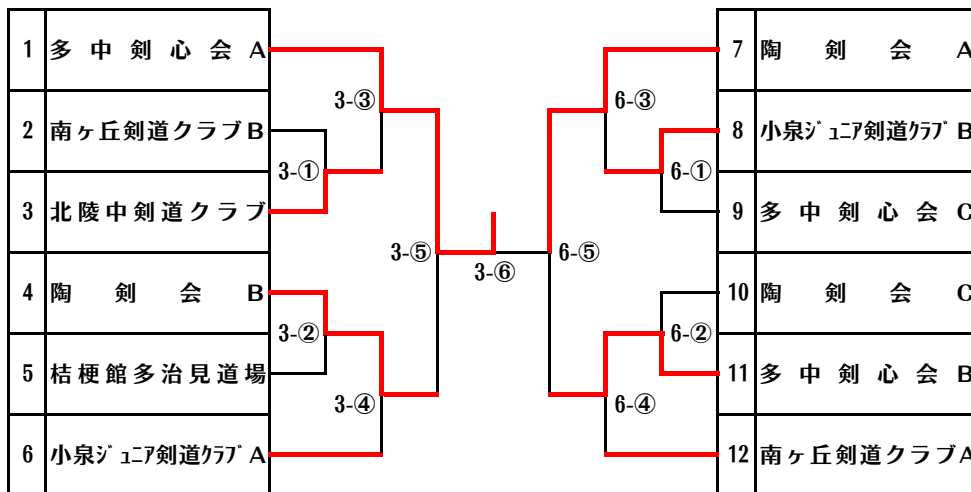 1 多中剣心会A
2 南ヶ丘剣道クラブB
3 北陵中剣道クラブ
4 陶剣会B
5 桔梗館多治見道場
6 小泉ｼﾞｭﾆｱ剣道ｸﾗﾌﾞA
3-③
3-①
3-⑤
3-②
3-④
3-⑥
6-③
6-①
6-⑤
6-②
6-④
7 陶剣会A
8 小泉ｼﾞｭﾆｱ剣道ｸﾗﾌﾞB
9 多中剣心会C
10 陶剣会C
11 多中剣心会B
12 南ヶ丘剣道クラブA